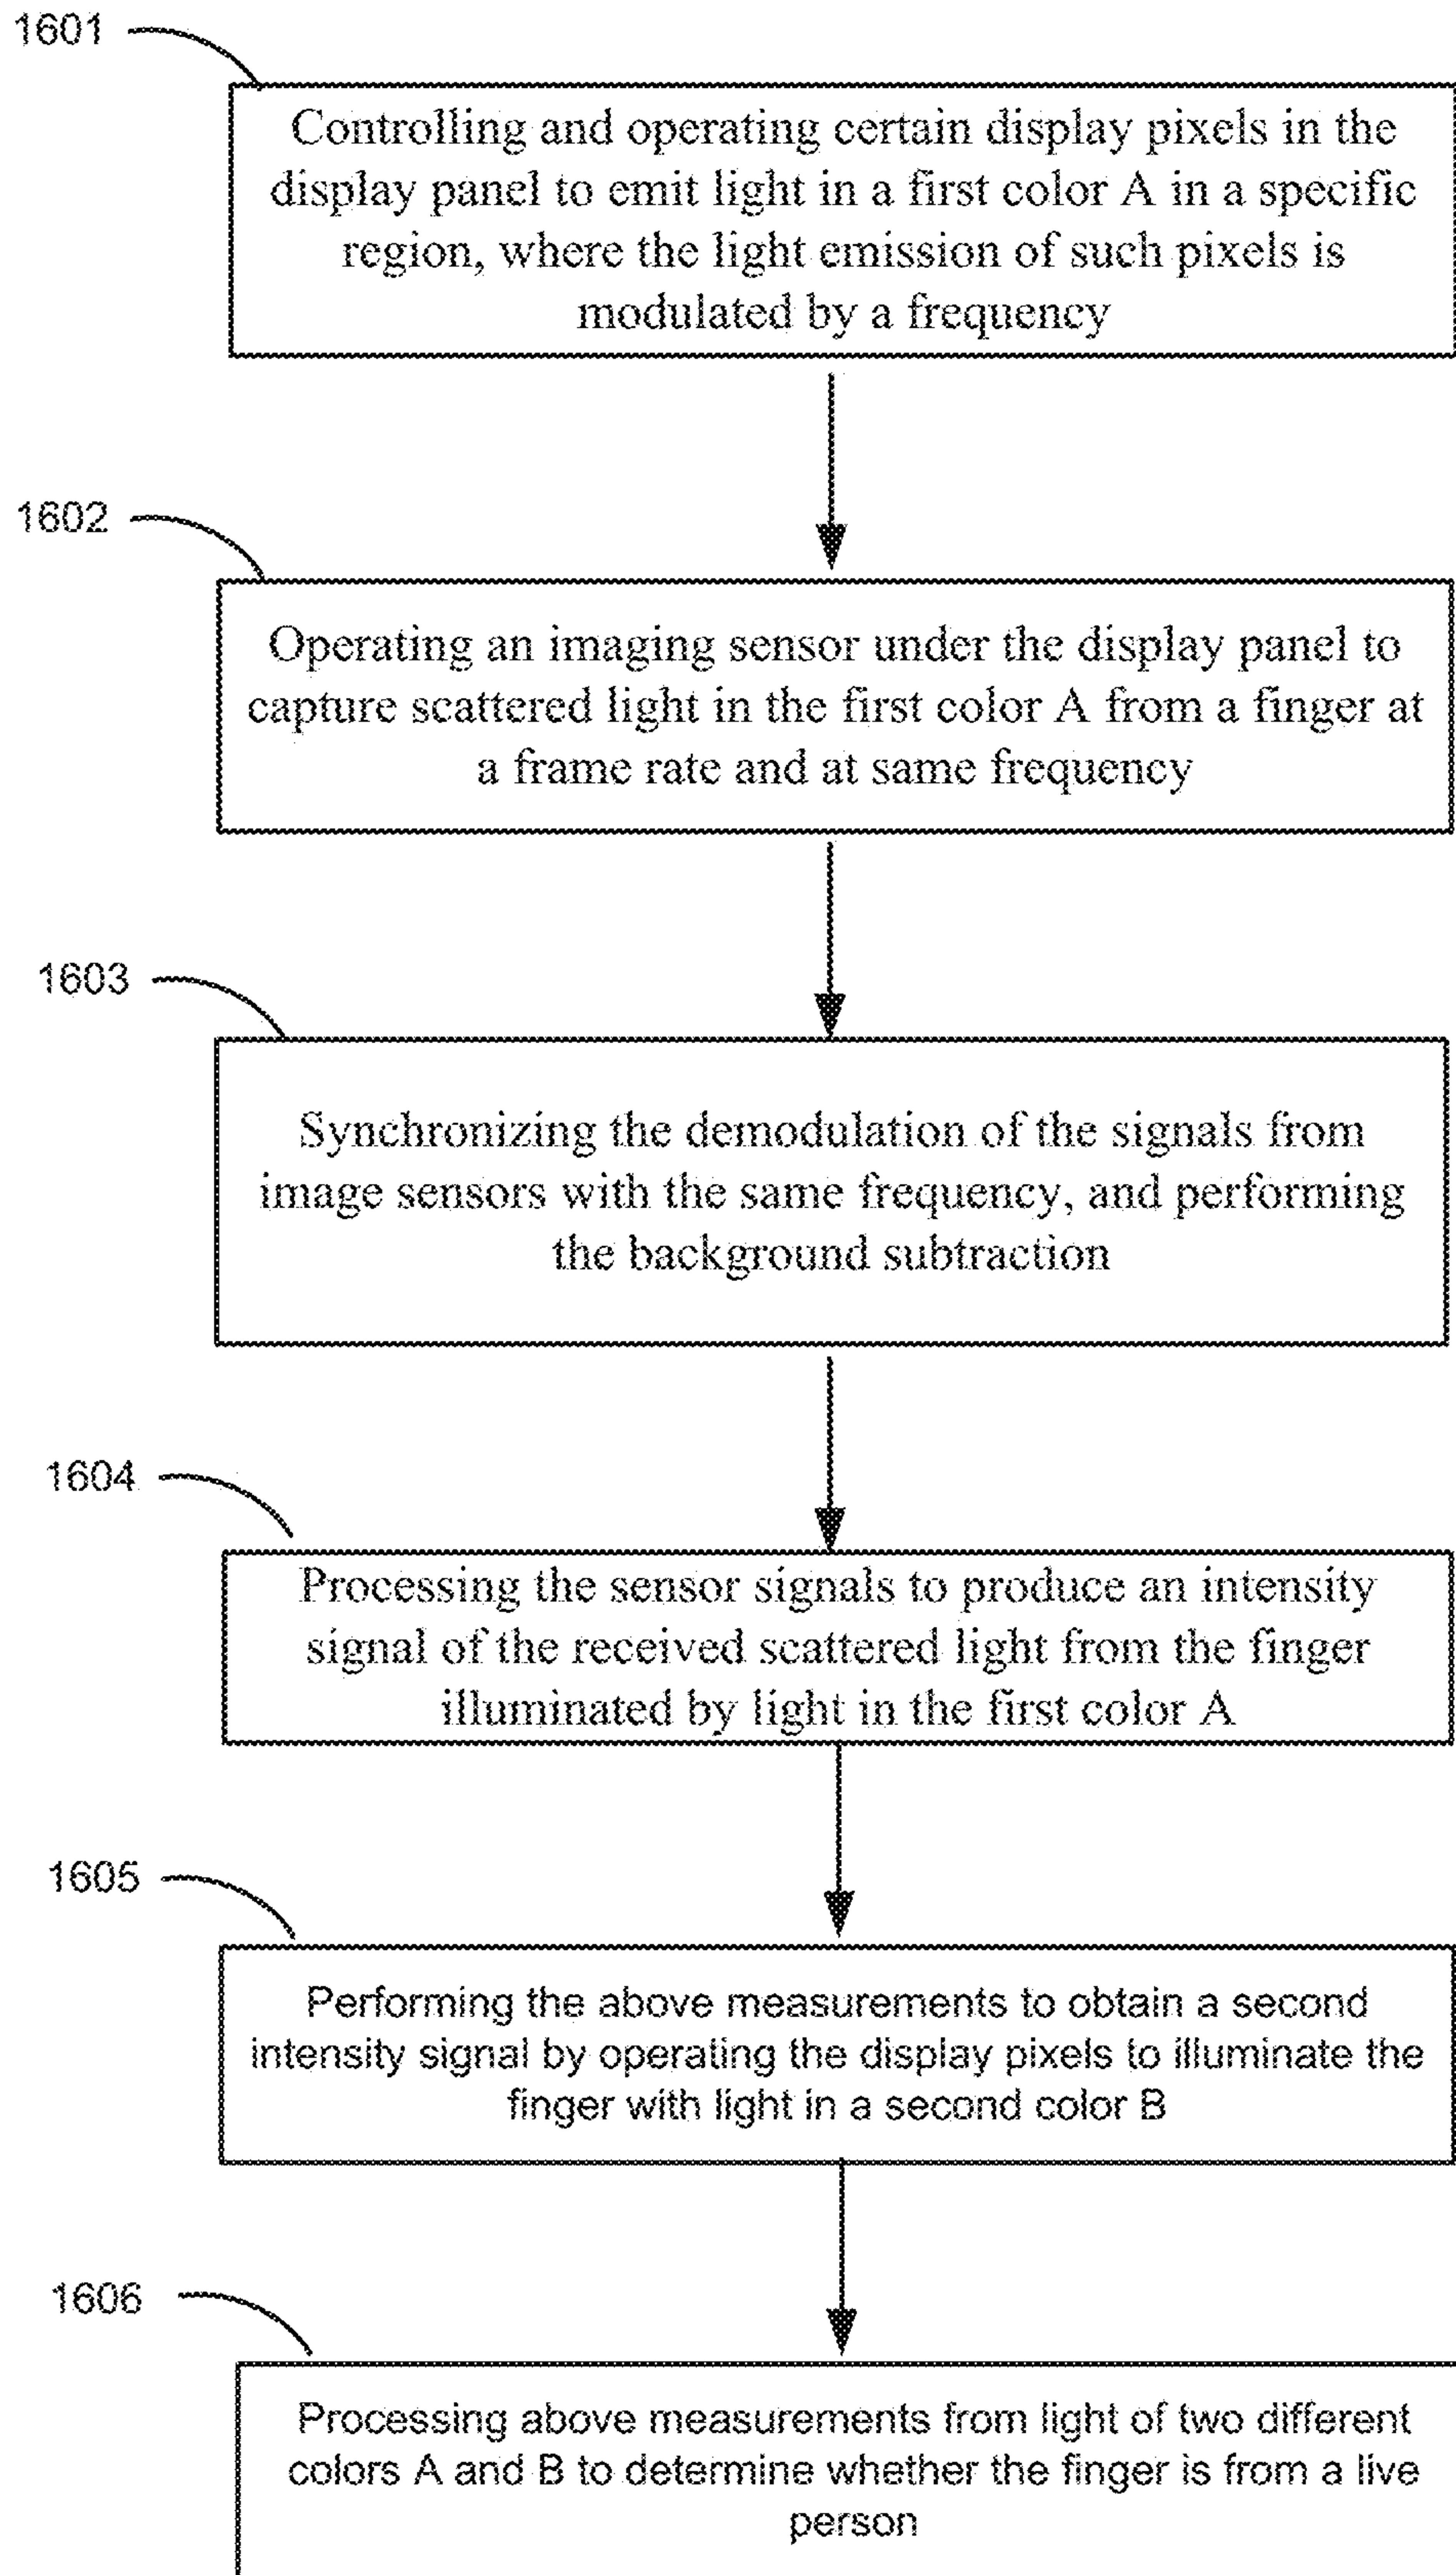 1601
Controlling and operating certain display pixels in the
display panel to emit light in a first color A in a specific
region, where the light emission of such pixels is
modulated by a frequency
1602
Operating an imaging sensor under the display panel to
capture scattered light in the first color A from a finger at
a frame rate and at same frequency
1603
Synchronizing the demodulation of the signals from
image sensors with the same frequency, and performing
the background subtraction
1604
Processing the sensor signals to produce an intensity
signal of the received scattered light from the finger
illuminated by light in the first color A
1605
Performing the above measurements to obtain a second
intensity signal by operating the display pixels to illuminate the
finger with light in a second color B
1606
Processing above measurements from light of two different
colors A and B to determine whether the finger is from a live
person